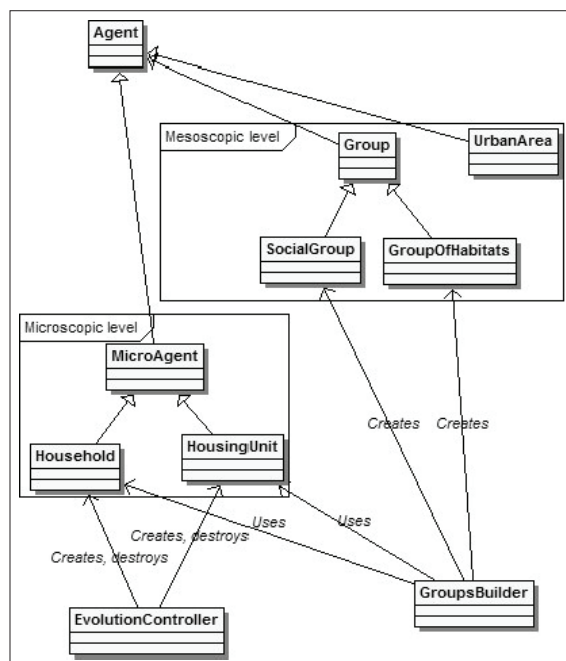 Agent
Mesoscopic level
Group
UrbanArea
SocialGroup
GroupOfHabitats
Microscopic level
MicroAgent
Household
HousingUnit
Creates
Creates
Creates, destroys
Uses
Uses
Creates, destroys
EvolutionController
GroupsBuilder